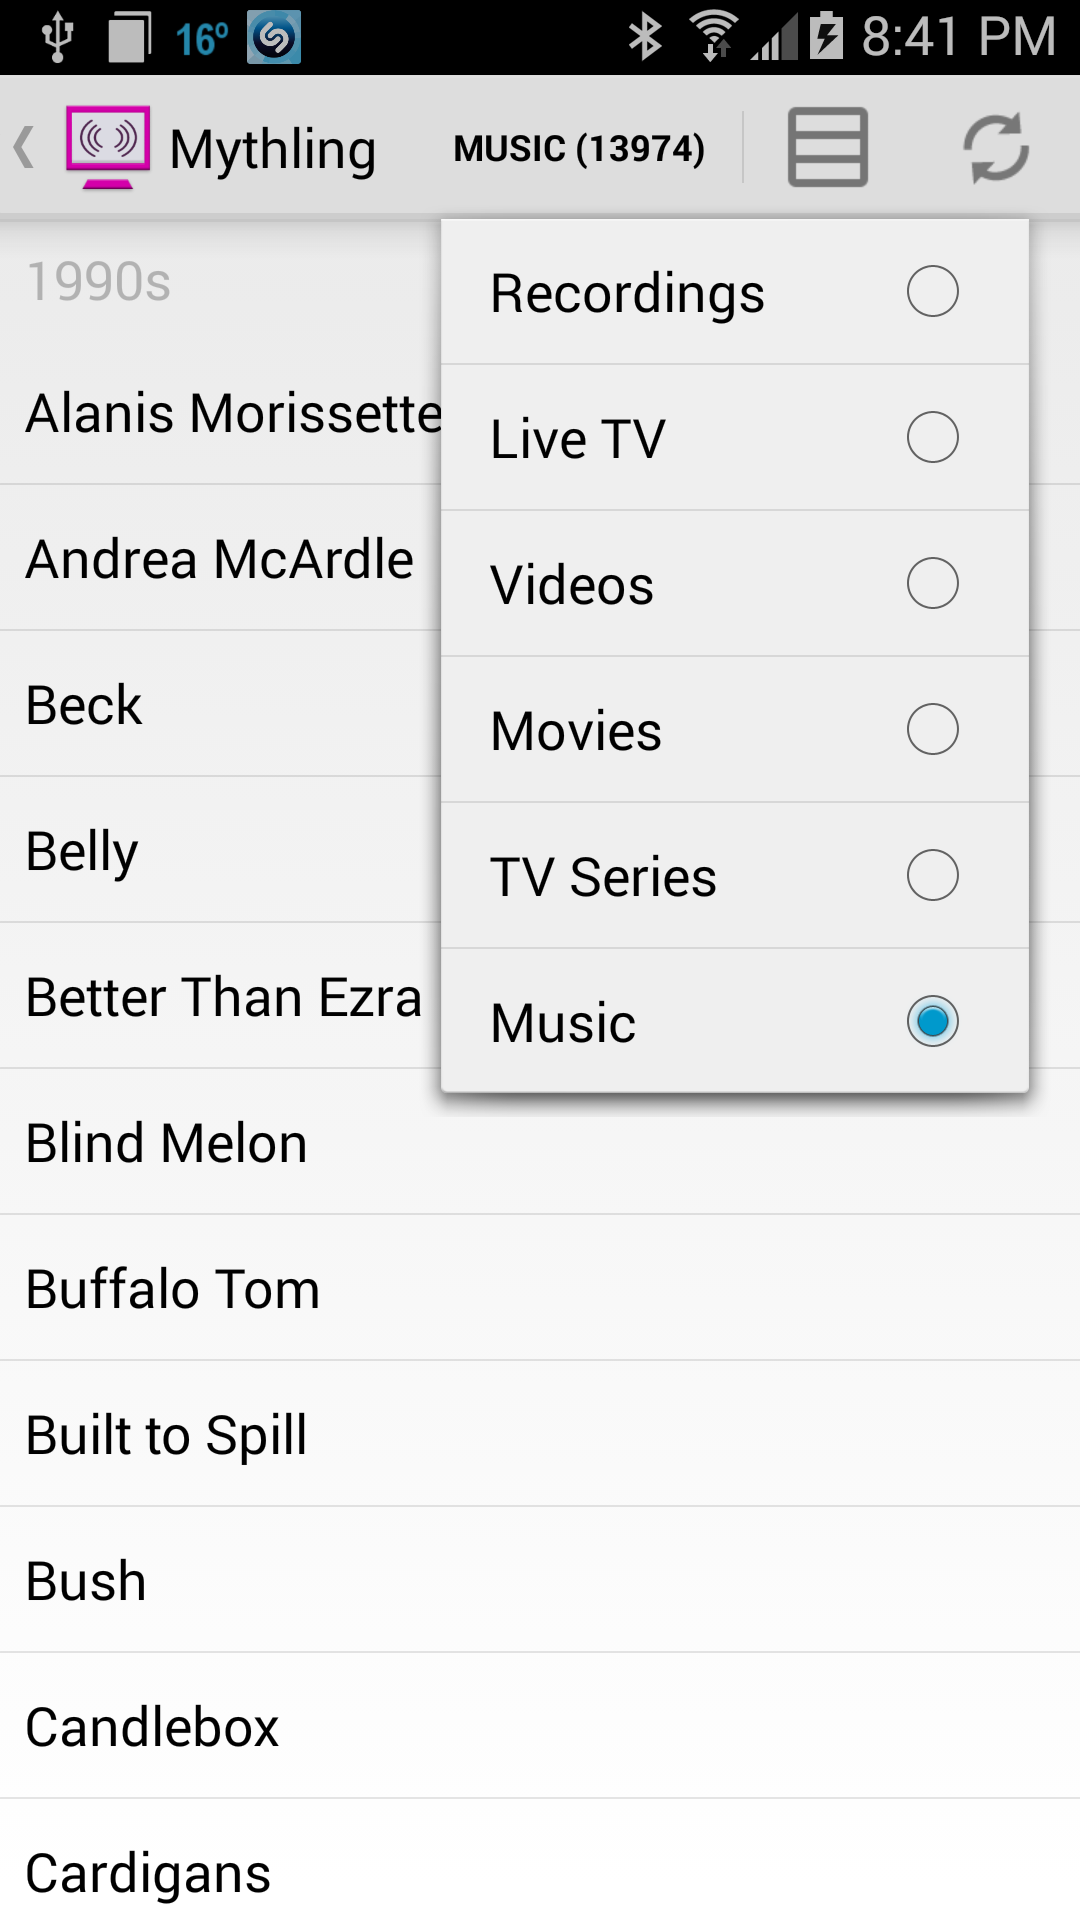 16° 8:41 PM
Mythling MUSIC (13974)
1990s
Recordings
Alanis Morissette
Live TV
Andrea McArdle
Videos
Beck
Movies
Belly
TV Series
Better Than Ezra
Music
Blind Melon
Buffalo Tom
Built to Spill
Bush
Candlebox
Cardigans